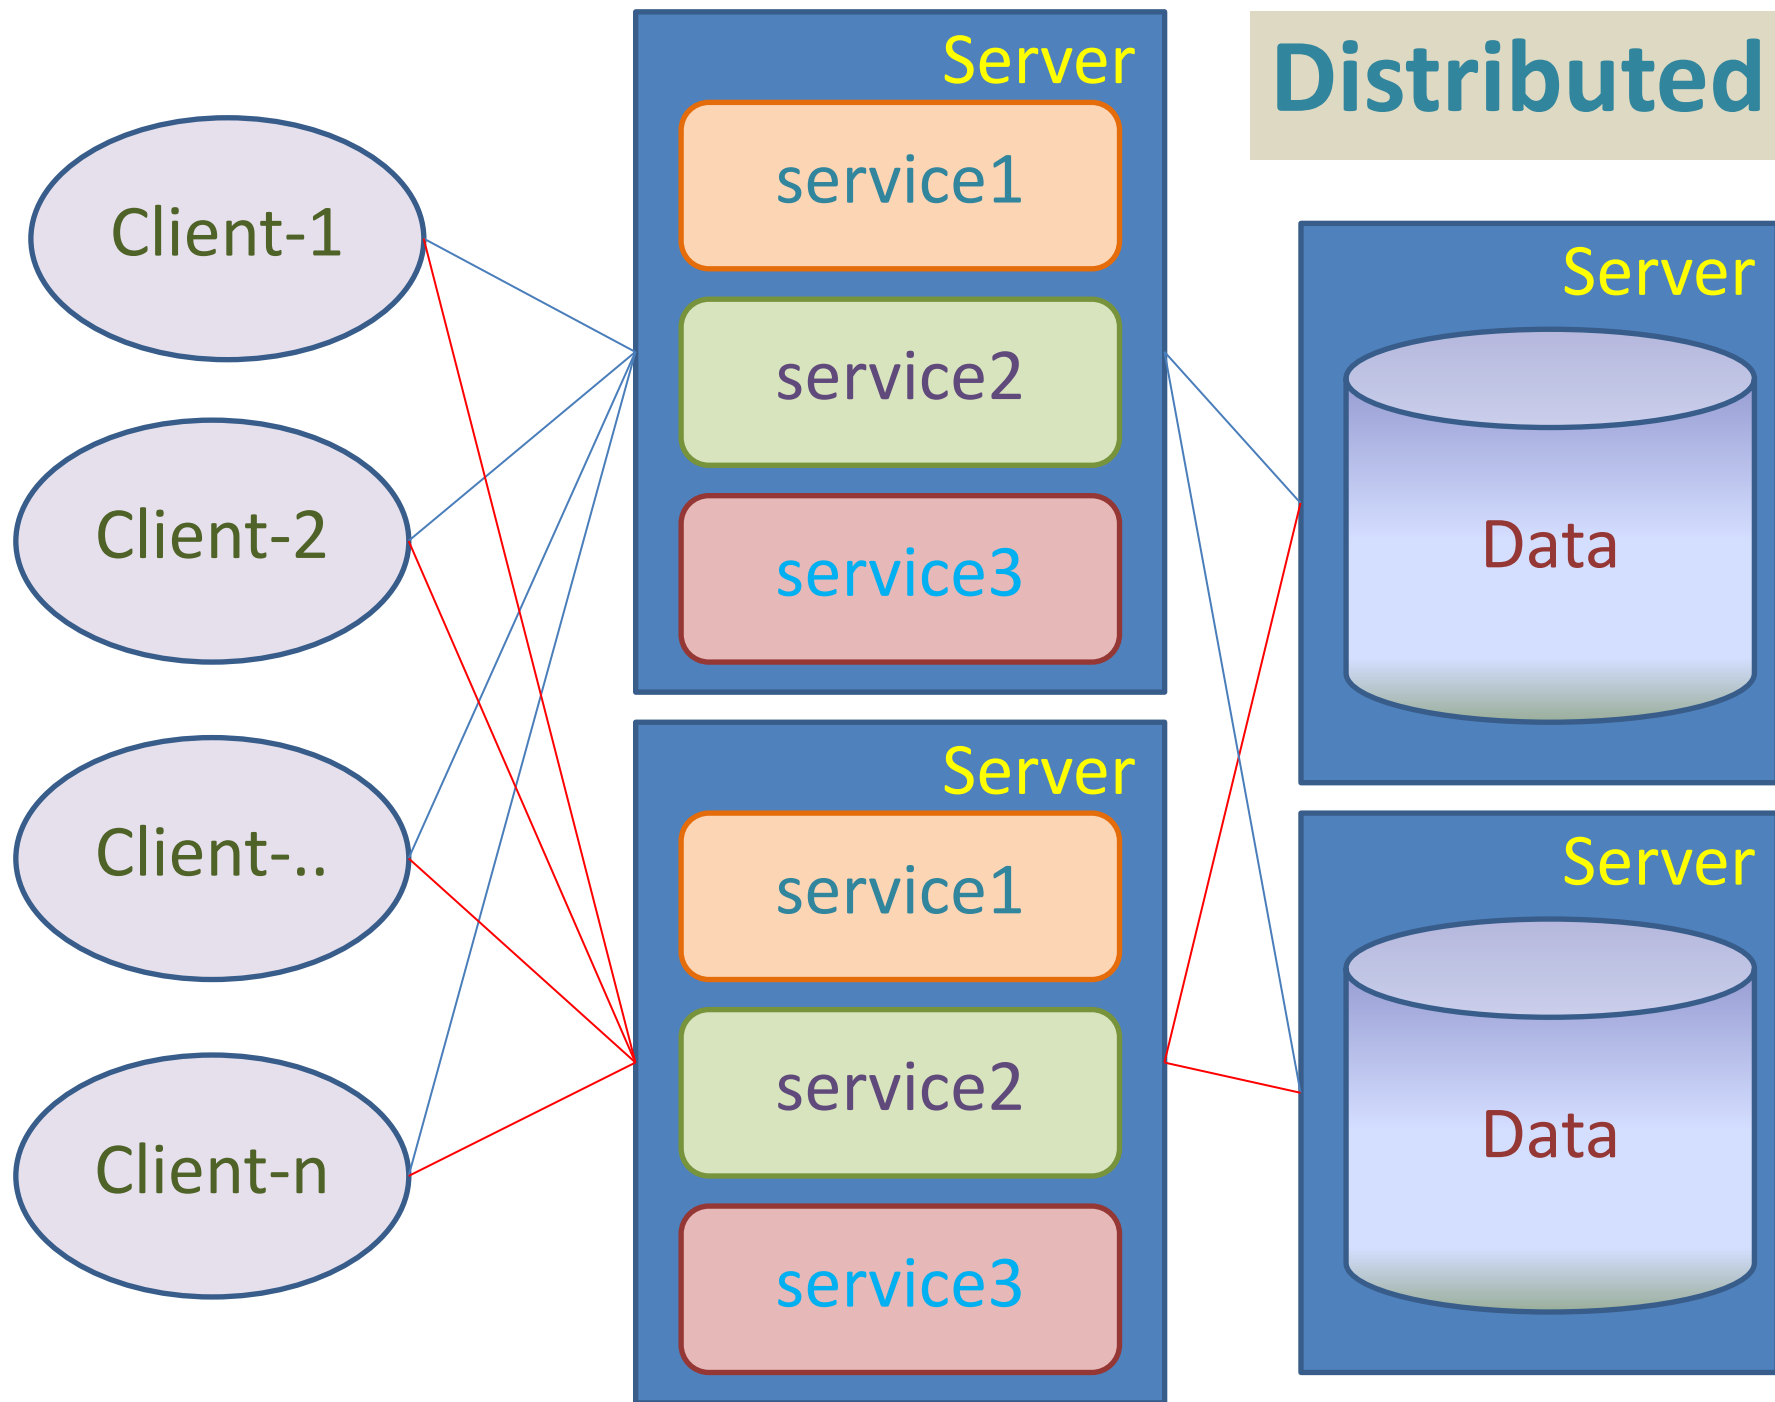 Distributed
Client-1
Client-2
Client-..
Client-n
Server
service1
service2
service3
Server
service1
service2
service3
Server
Data
Server
Data